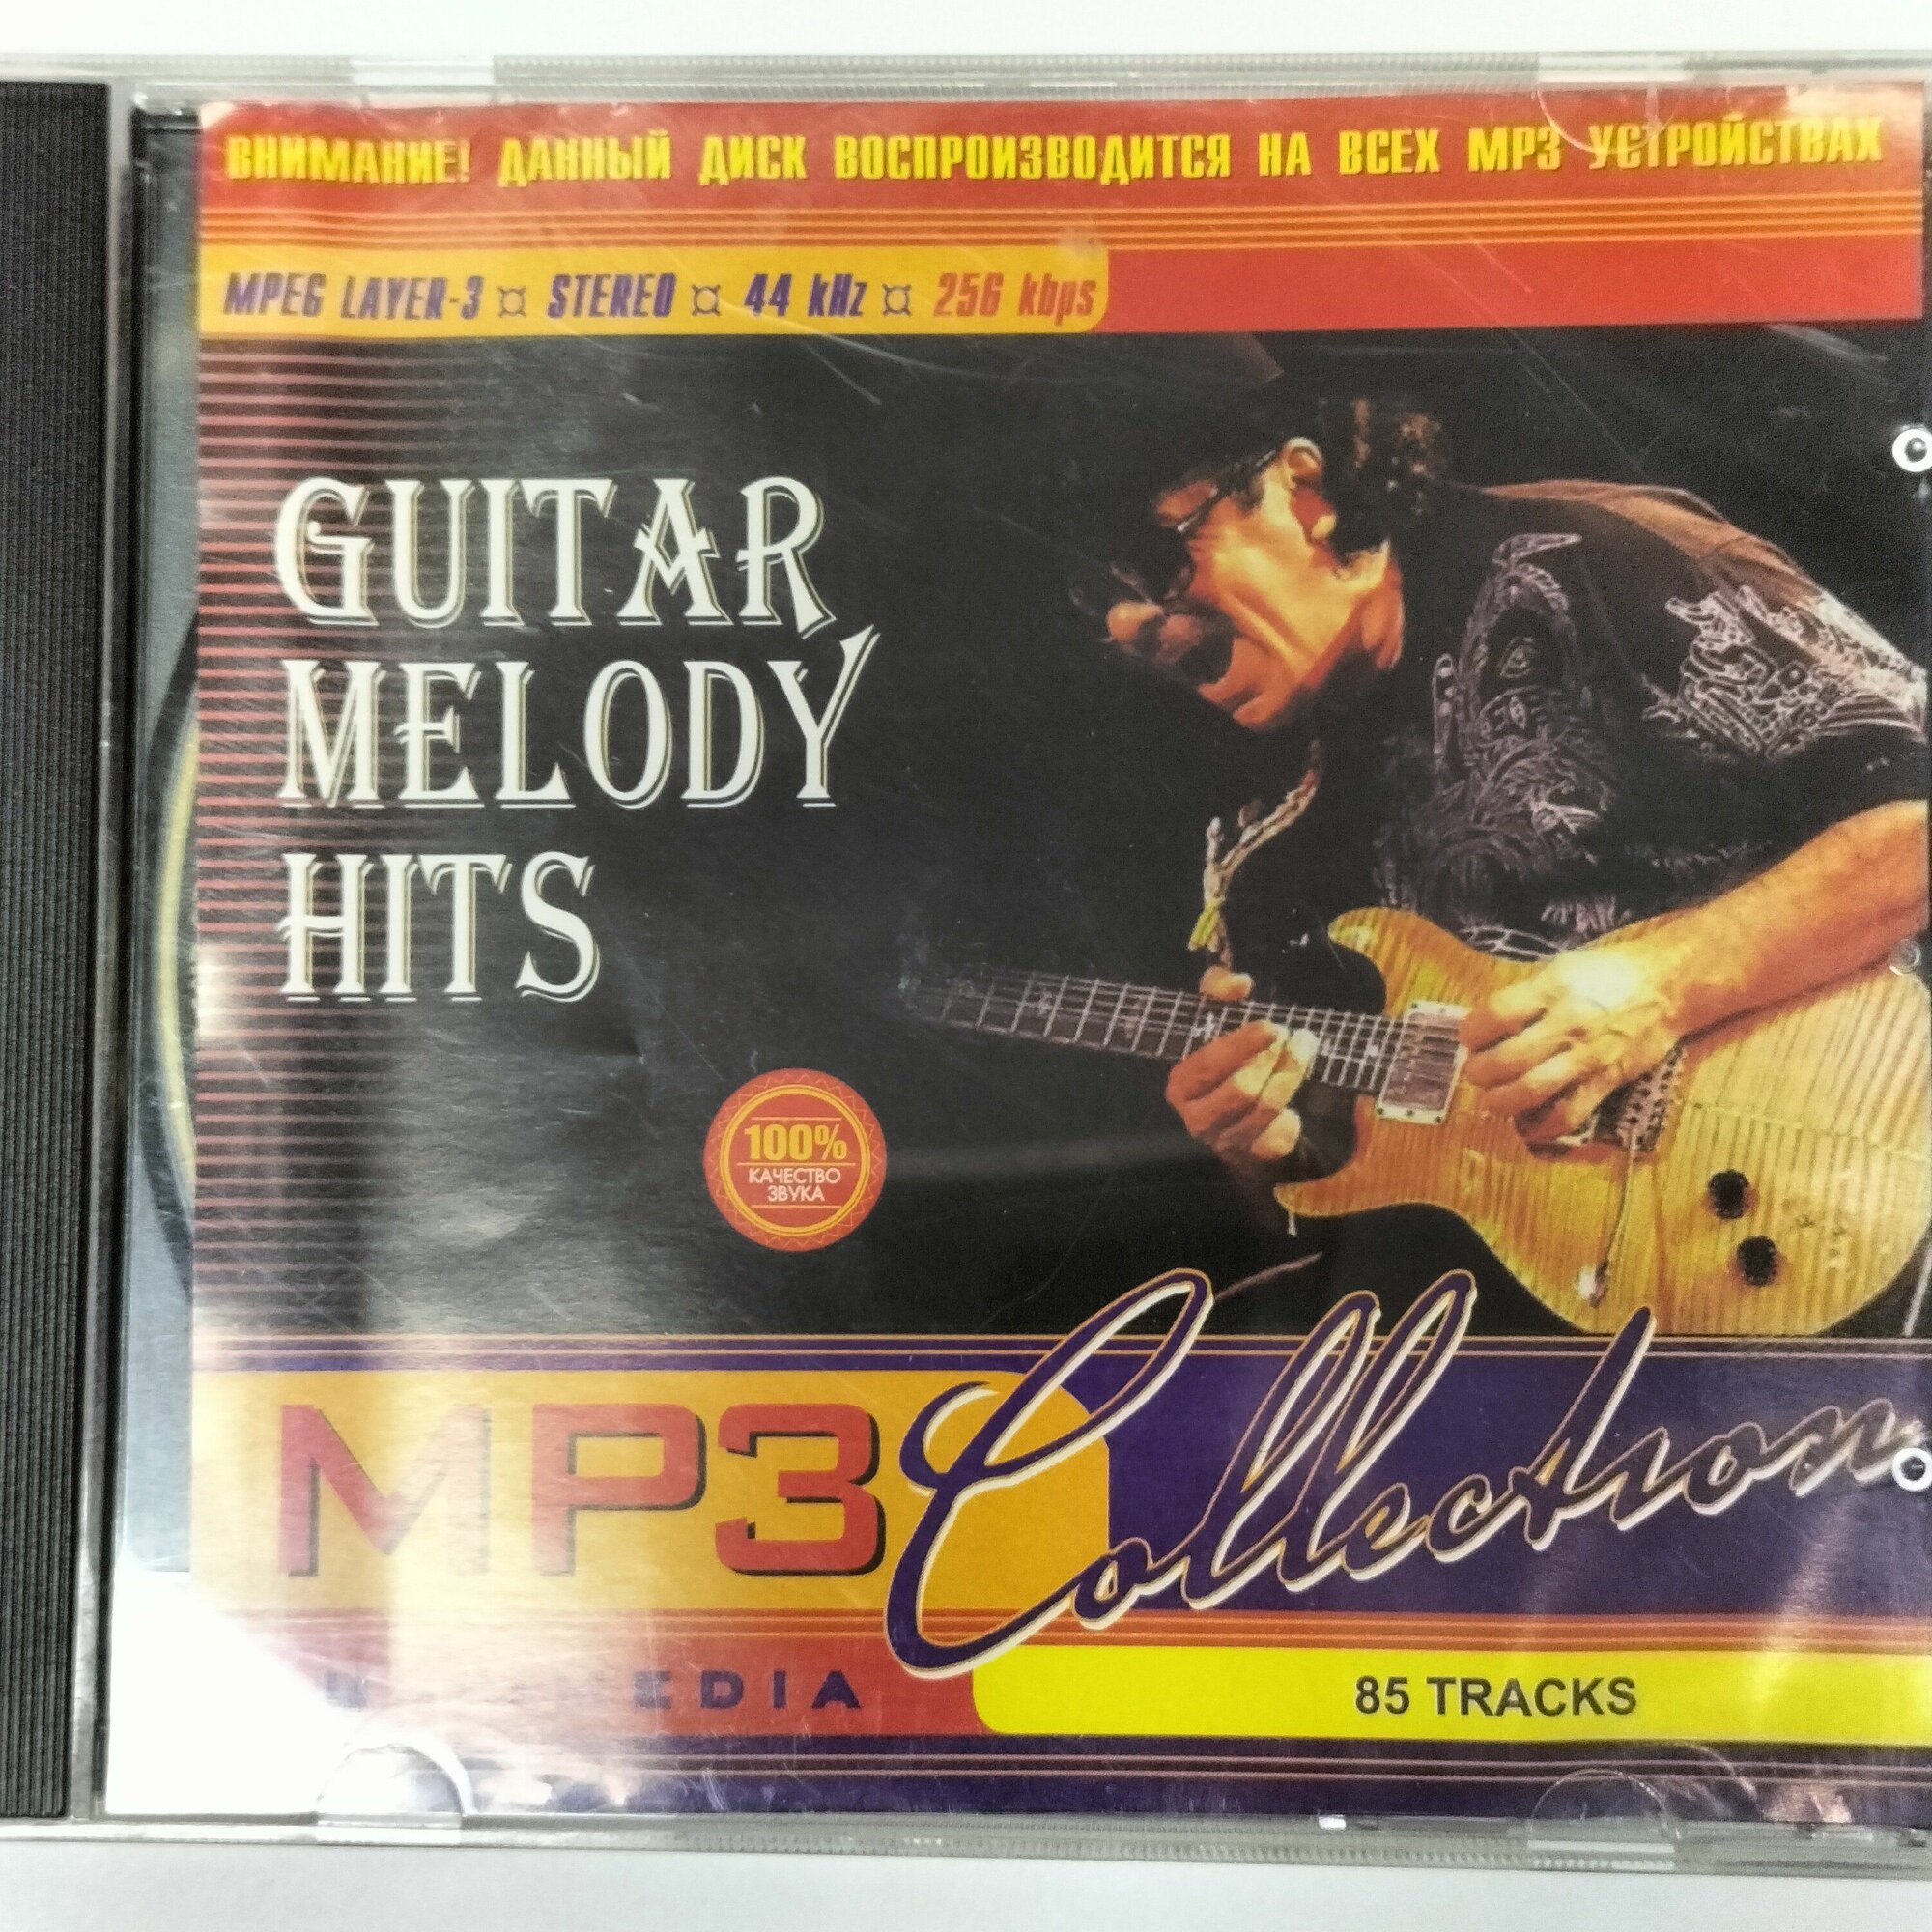 ВНИМАНИЕ! ДАННЫЙ ДИСК ВОСПРОИЗВОДИТСЯ НА ВСЕХ MP3 УСТРОЙСТВАХ
MPEG LAYER-3 ¤ STEREO ¤ 44 kHz ¤ 256 kbps
GUITAR
MELODY
HITS
100%
КАЧЕСТВО
ЗВУКА
MP3 Collection
85 TRACKS